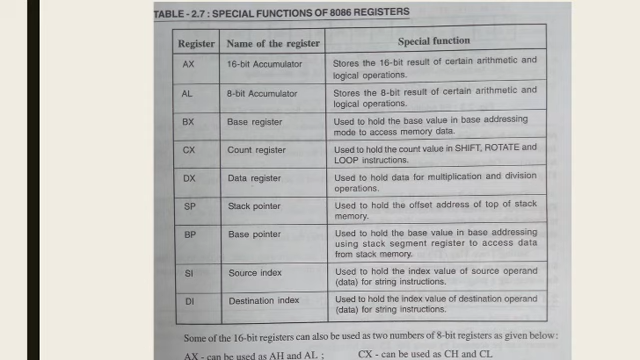 TABLE - 2.7 : SPECIAL FUNCTIONS OF 8086 REGISTERS
Register Name of the register Special function
AX 16-bit Accumulator Stores the 16-bit result of certain arithmetic and
logical operations.
AL 8-bit Accumulator Stores the 8-bit result of certain arithmetic and
logical operations.
BX Base register Used to hold the base value in base addressing
mode to access memory data.
CX Count register Used to hold the count value in SHIFT, ROTATE and
LOOP instructions.
DX Data register Used to hold data for multiplication and division
operations.
SP Stack pointer Used to hold the offset address of top of stack
memory.
BP Base pointer Used to hold the base value in base addressing
using stack segment register to access data
from stack memory.
SI Source index Used to hold the index value of source operand
(data) for string instructions.
DI Destination index Used to hold the index value of destination operand
(data) for string instructions.
Some of the 16-bit registers can also be used as two numbers of 8-bit registers as given below:
AX - can be used as AH and AL ; CX - can be used as CH and CL